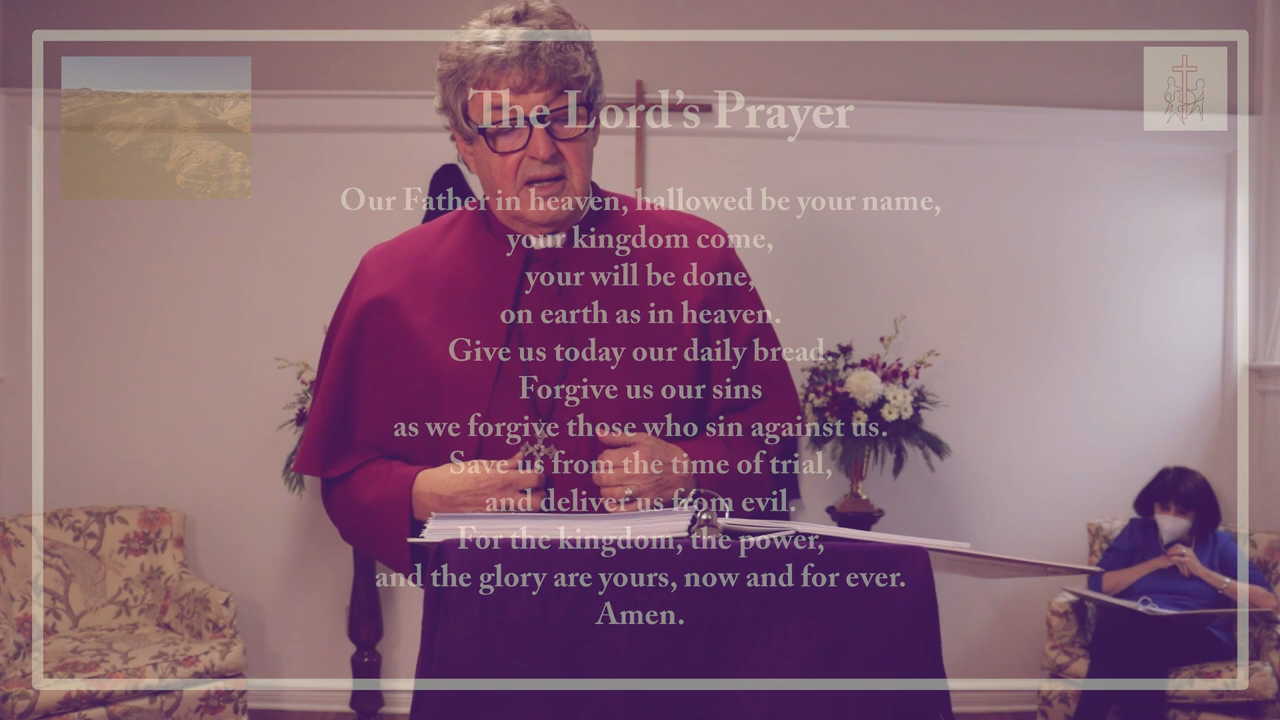 The Lord's Prayer
Our Father in heaven, hallowed be your name,
your kingdom come,
your will be done,
on earth as in heaven.
Give us today our daily bread.
Forgive us our sins
as we forgive those who sin against us.
Save us from the time of trial,
and deliver us from evil.
For the kingdom, the power,
and the glory are yours, now and for ever.
Amen.